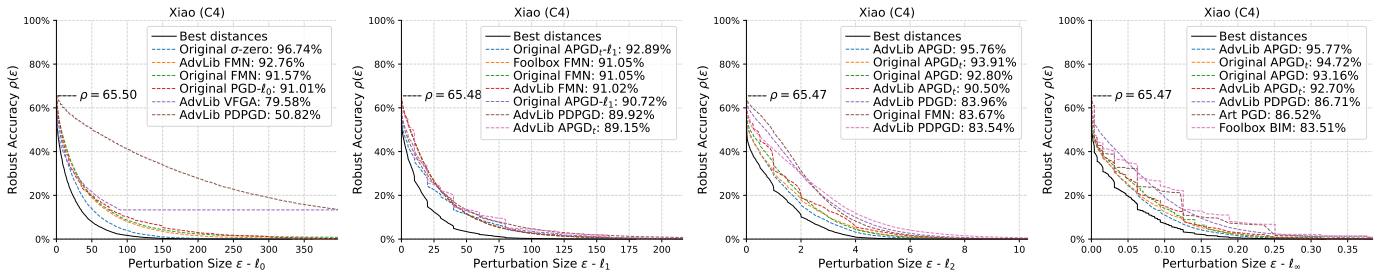 Xiao (C4)
Robust Accuracy ρ(ε)
100%
80%
60%
40%
20%
0%
Best distances
Original σ-zero: 96.74%
AdvLib FMN: 92.76%
Original FMN: 91.57%
Original PGD-ℓ₀: 91.01%
AdvLib VFGA: 79.58%
AdvLib PDPGD: 50.82%
ρ = 65.50
0 50 100 150 200 250 300 350
Perturbation Size ε - ℓ₀
Xiao (C4)
Robust Accuracy ρ(ε)
100%
80%
60%
40%
20%
0%
Best distances
Original APGDₜ-ℓ₁: 92.89%
Foolbox FMN: 91.05%
Original FMN: 91.05%
AdvLib FMN: 91.02%
Original APGD-ℓ₁: 90.72%
AdvLib PDPGD: 89.92%
AdvLib APGDₜ: 89.15%
ρ = 65.48
0 25 50 75 100 125 150 175 200
Perturbation Size ε - ℓ₁
Xiao (C4)
Robust Accuracy ρ(ε)
100%
80%
60%
40%
20%
0%
Best distances
AdvLib APGD: 95.76%
Original APGDₜ: 93.91%
Original APGD: 92.80%
AdvLib APGDₜ: 90.50%
AdvLib PDGD: 83.96%
Original FMN: 83.67%
AdvLib PDPGD: 83.54%
ρ = 65.47
0 2 4 6 8 10
Perturbation Size ε - ℓ₂
Xiao (C4)
Robust Accuracy ρ(ε)
100%
80%
60%
40%
20%
0%
Best distances
AdvLib APGD: 95.77%
Original APGDₜ: 94.72%
Original APGD: 93.16%
AdvLib APGDₜ: 92.70%
AdvLib PDPGD: 86.71%
Art PGD: 86.52%
Foolbox BIM: 83.51%
ρ = 65.47
0.00 0.05 0.10 0.15 0.20 0.25 0.30 0.35
Perturbation Size ε - ℓ∞